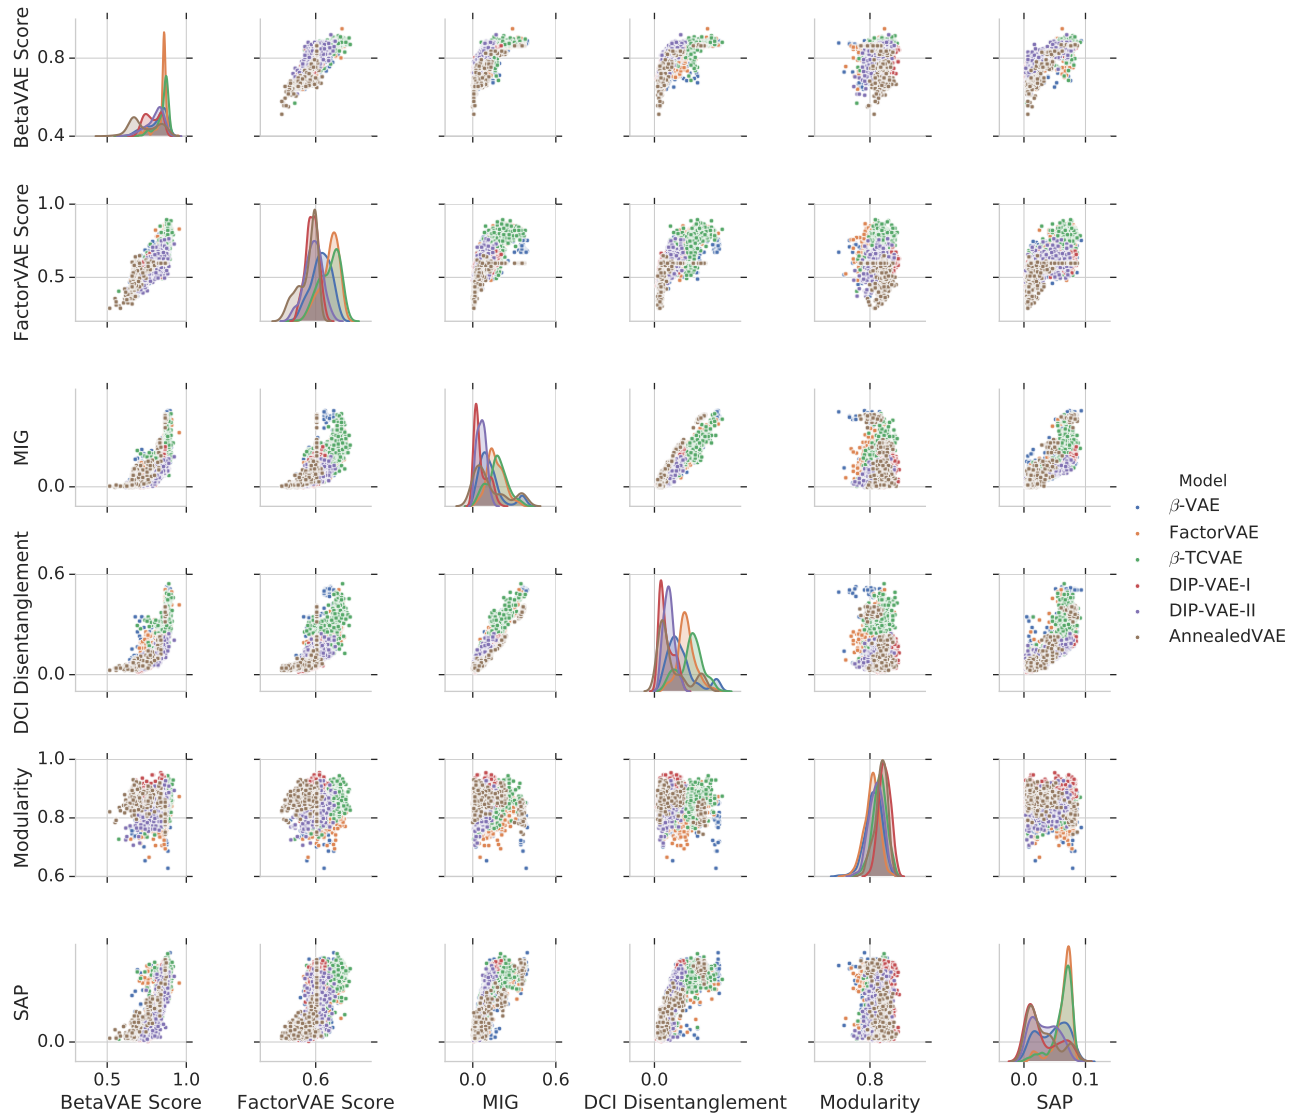 BetaVAE Score
0.8
0.4
FactorVAE Score
1.0
0.5
MIG
0.0
DCI Disentanglement
0.6
0.0
Modularity
1.0
0.8
0.6
SAP
0.0
0.5 1.0 0.6 0.0 0.6 0.0 0.8 0.0 0.1
BetaVAE Score FactorVAE Score MIG DCI Disentanglement Modularity SAP
Model
β-VAE
FactorVAE
β-TCVAE
DIP-VAE-I
DIP-VAE-II
AnnealedVAE